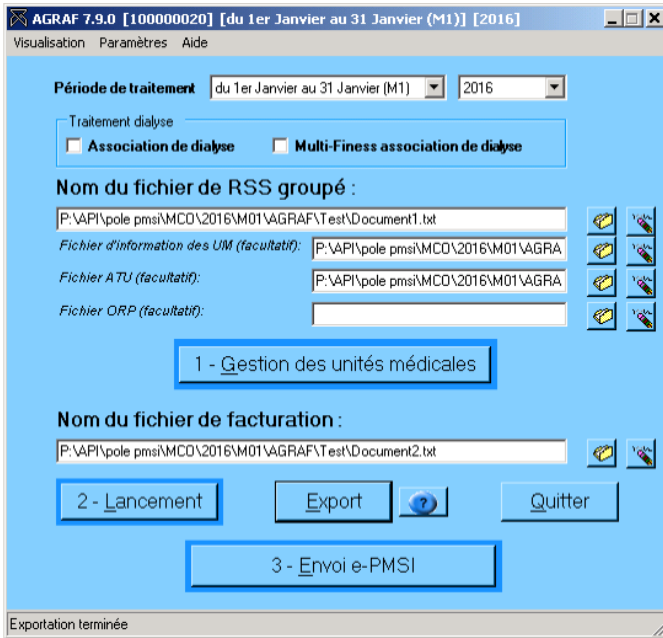 AGRAF 7.9.0 [100000020] [du 1er Janvier au 31 Janvier (M1)] [2016]
Visualisation Paramètres Aide
Période de traitement du 1er Janvier au 31 Janvier (M1) 2016
Traitement dialyse
Association de dialyse Multi-Finess association de dialyse
Nom du fichier de RSS groupé :
P:\API\pole pmsi\MCO\2016\M01\AGRAF\Test\Document1.txt
Fichier d'information des UM (facultatif): P:\API\pole pmsi\MCO\2016\M01\AGRA
Fichier ATU (facultatif): P:\API\pole pmsi\MCO\2016\M01\AGRA
Fichier ORP (facultatif):
1 - Gestion des unités médicales
Nom du fichier de facturation :
P:\API\pole pmsi\MCO\2016\M01\AGRAF\Test\Document2.txt
2 - Lancement Export ? Quitter
3 - Envoi e-PMSI
Exportation terminée